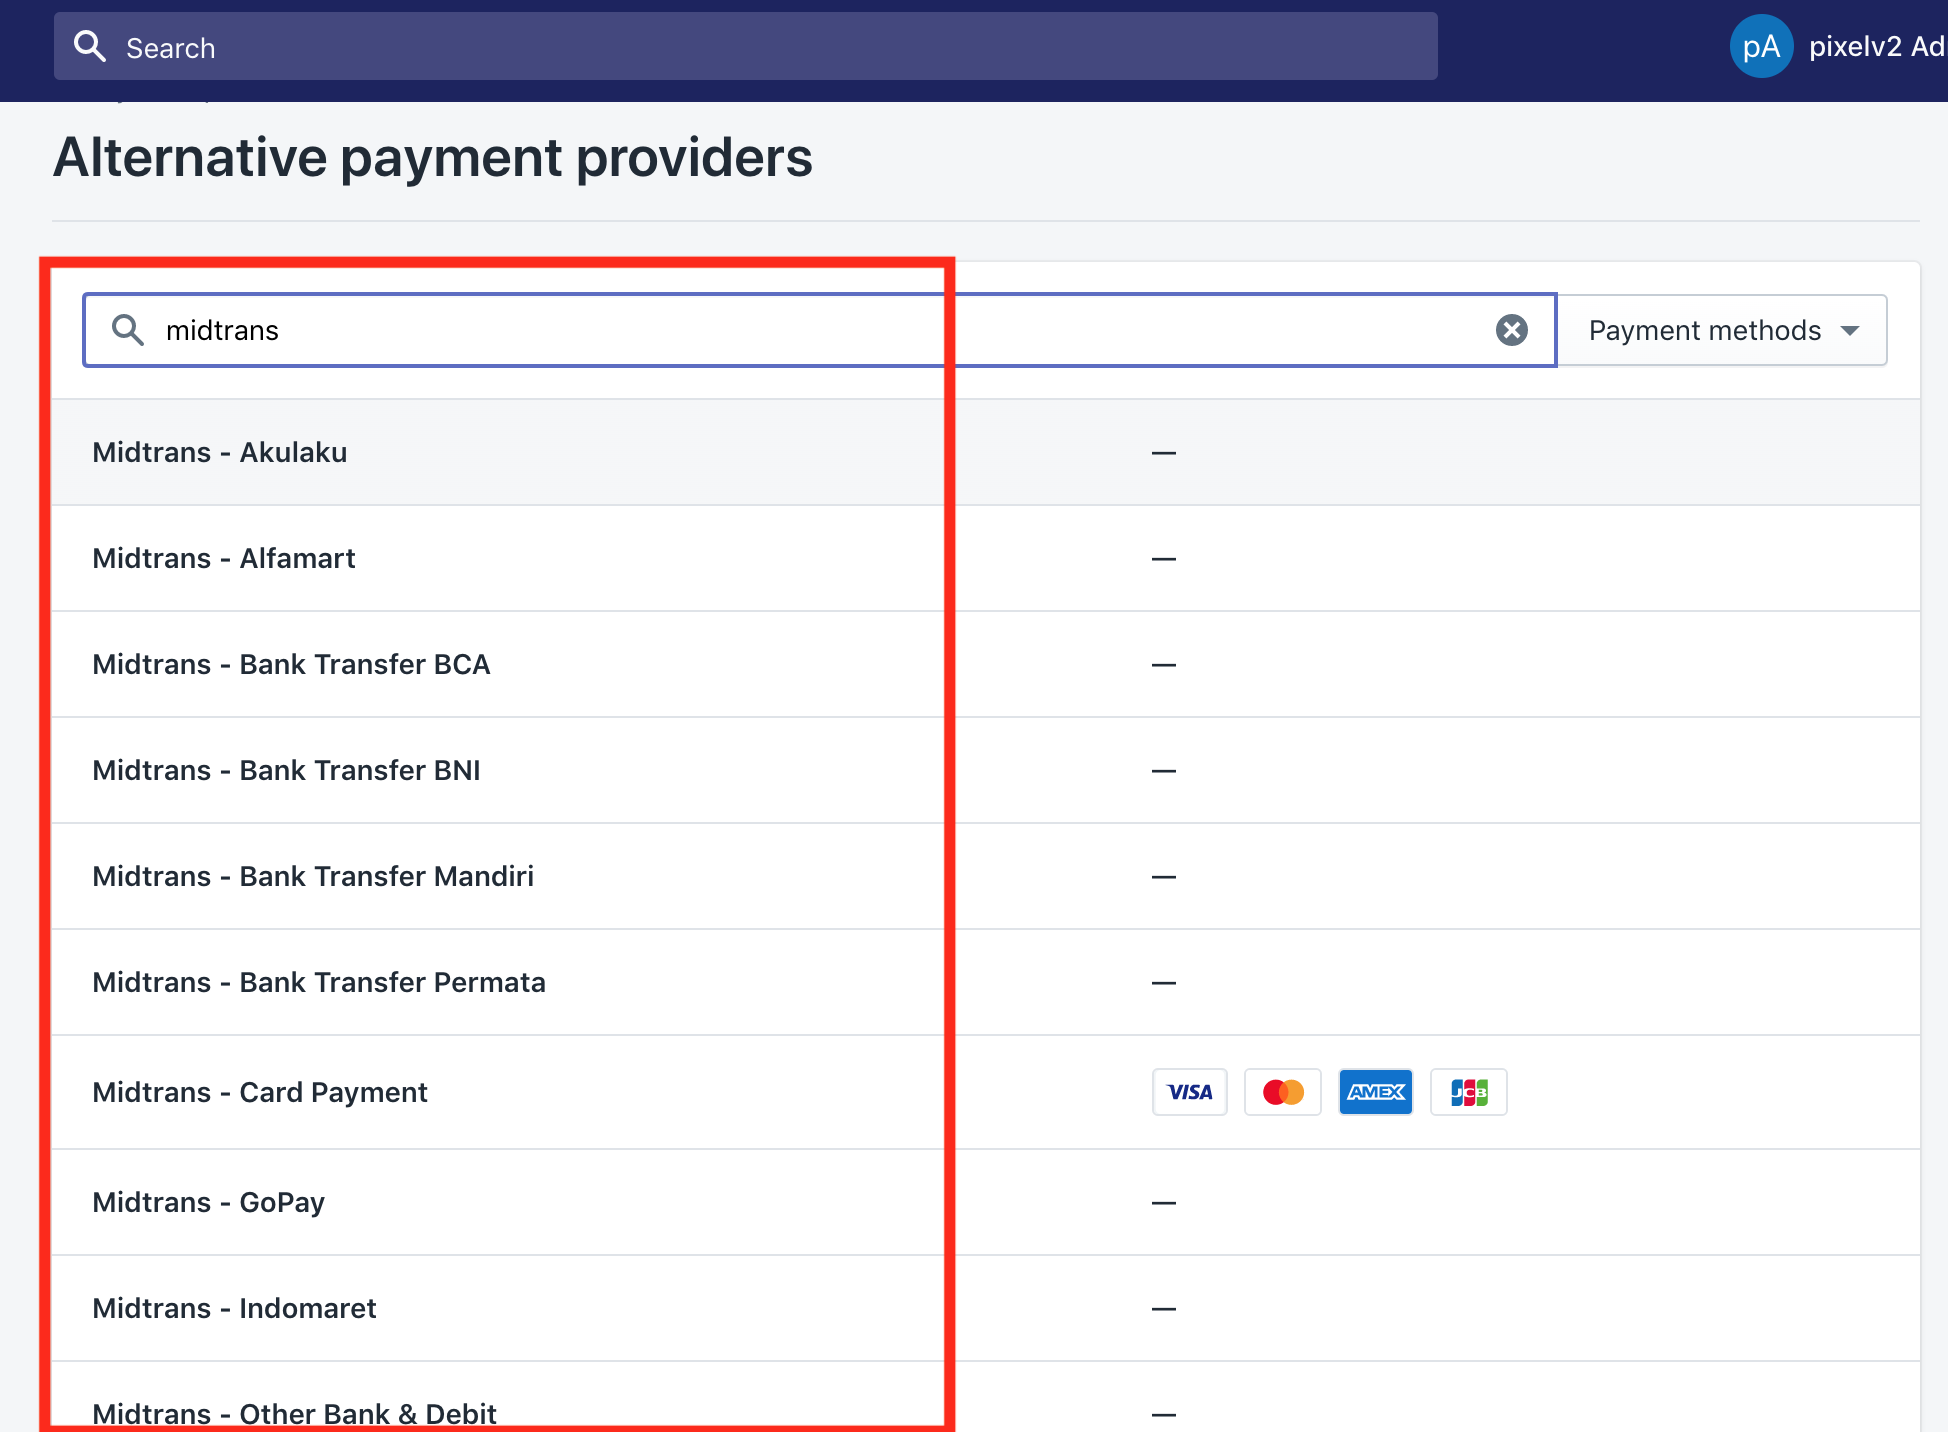 Search
pA pixelv2 Ad
Alternative payment providers
midtrans
Payment methods
Midtrans - Akulaku —
Midtrans - Alfamart —
Midtrans - Bank Transfer BCA —
Midtrans - Bank Transfer BNI —
Midtrans - Bank Transfer Mandiri —
Midtrans - Bank Transfer Permata —
Midtrans - Card Payment VISA AMEX JCB
Midtrans - GoPay —
Midtrans - Indomaret —
Midtrans - Other Bank & Debit —